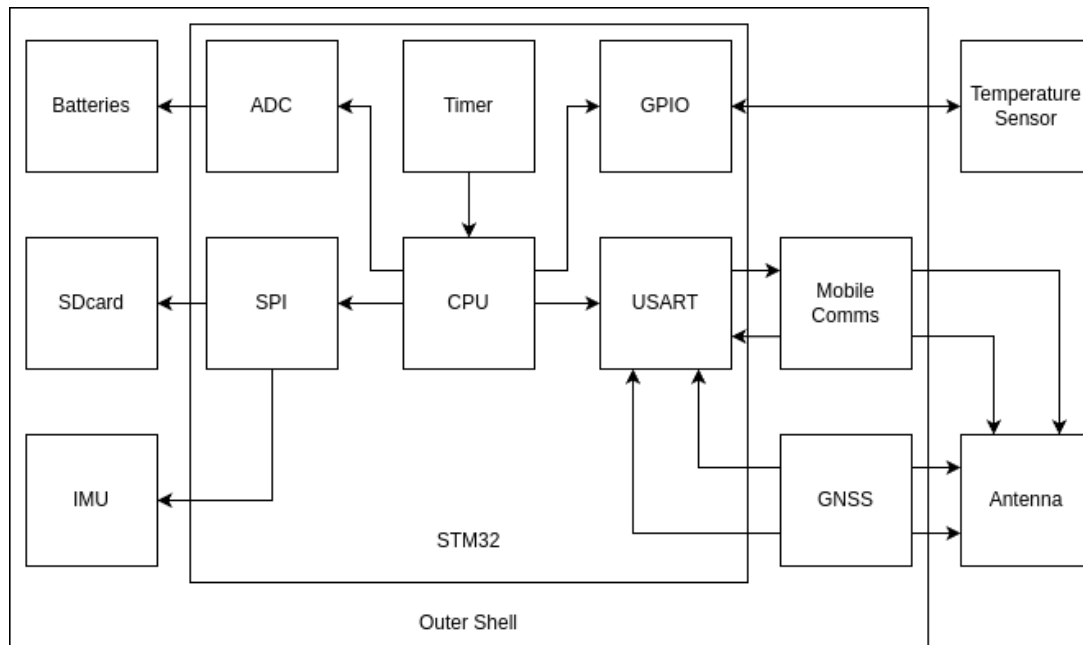 Batteries
ADC
Timer
GPIO
Temperature
Sensor
SDcard
SPI
CPU
USART
Mobile
Comms
IMU
GNSS
Antenna
STM32
Outer Shell